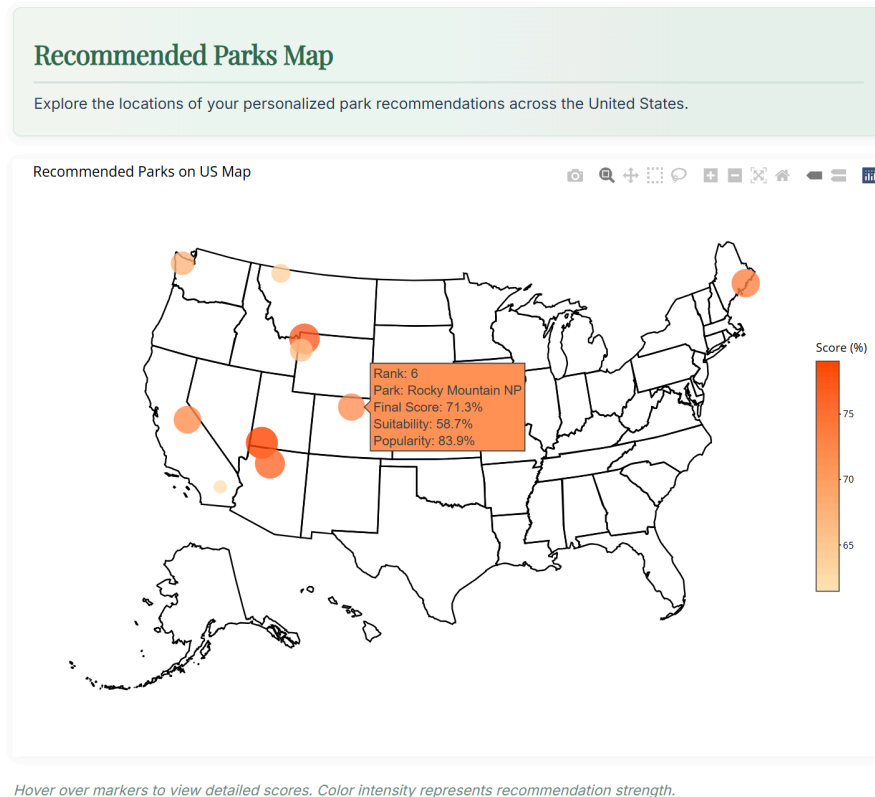 Recommended Parks Map
Explore the locations of your personalized park recommendations across the United States.
Recommended Parks on US Map
Score (%)
75
70
65
Rank: 6
Park: Rocky Mountain NP
Final Score: 71.3%
Suitability: 58.7%
Popularity: 83.9%
Hover over markers to view detailed scores. Color intensity represents recommendation strength.